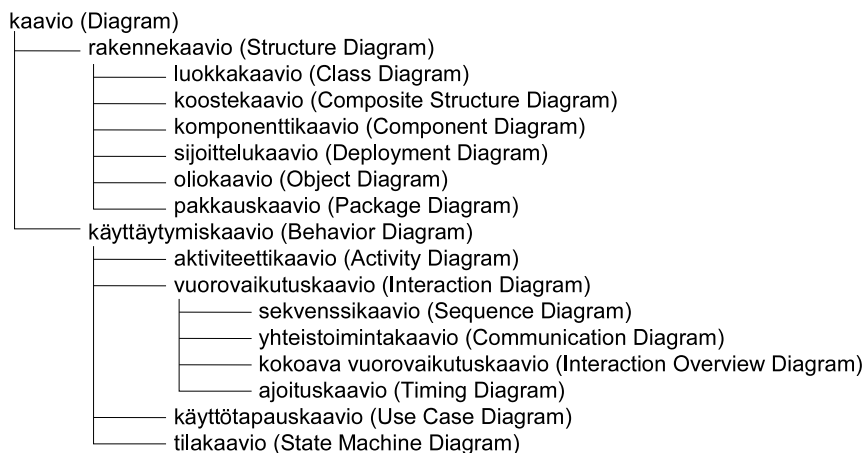 kaavio (Diagram)
rakennekaavio (Structure Diagram)
luokkakaavio (Class Diagram)
koostekaavio (Composite Structure Diagram)
komponenttikaavio (Component Diagram)
sijoittelukaavio (Deployment Diagram)
oliokaavio (Object Diagram)
pakkauskaavio (Package Diagram)
käyttäytymiskaavio (Behavior Diagram)
aktiviteettikaavio (Activity Diagram)
vuorovaikutuskaavio (Interaction Diagram)
sekvenssikaavio (Sequence Diagram)
yhteistoimintakaavio (Communication Diagram)
kokoava vuorovaikutuskaavio (Interaction Overview Diagram)
ajoituskaavio (Timing Diagram)
käyttötapauskaavio (Use Case Diagram)
tilakaavio (State Machine Diagram)